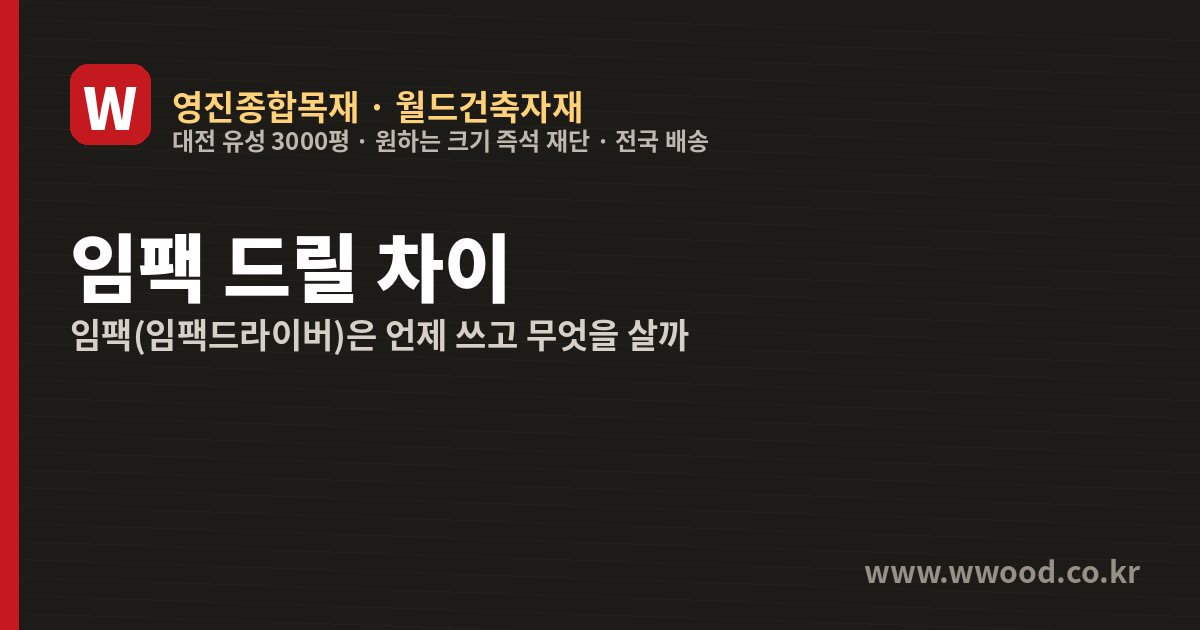 W
영진종합목재 · 월드건축자재
대전 유성 3000평 · 원하는 크기 즉석 재단 · 전국 배송
임팩 드릴 차이
임팩(임팩드라이버)은 언제 쓰고 무엇을 살까
www.wwood.co.kr